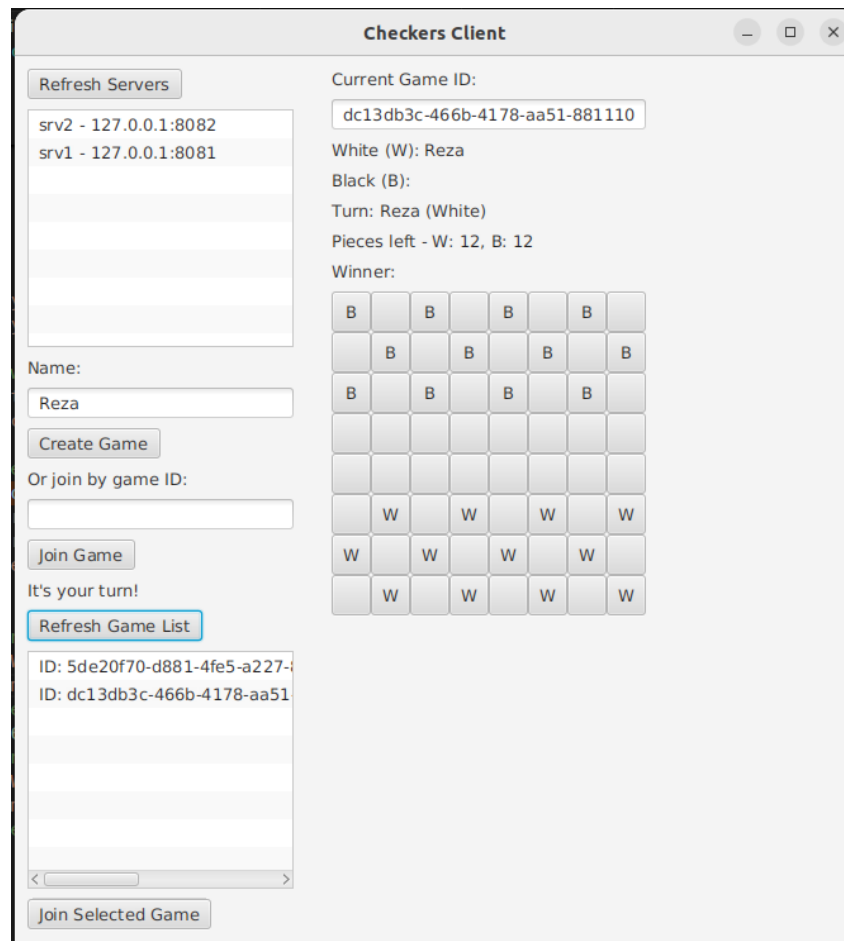 Checkers Client
Refresh Servers
srv2 - 127.0.0.1:8082
srv1 - 127.0.0.1:8081
Name:
Reza
Create Game
Or join by game ID:
Join Game
It's your turn!
Refresh Game List
ID: 5de20f70-d881-4fe5-a227-
ID: dc13db3c-466b-4178-aa51-
Join Selected Game
Current Game ID:
dc13db3c-466b-4178-aa51-881110
White (W): Reza
Black (B):
Turn: Reza (White)
Pieces left - W: 12, B: 12
Winner:
B B B B
B B B B
B B B B
W W W W
W W W W
W W W W